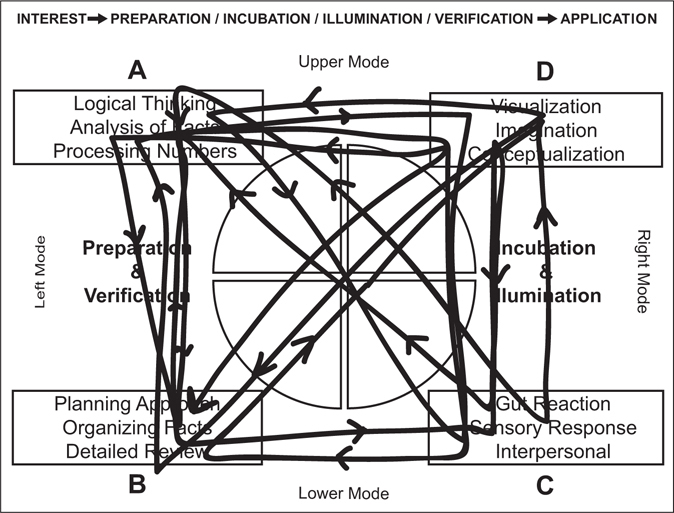 INTEREST➞ PREPARATION / INCUBATION / ILLUMINATION / VERIFICATION ➞ APPLICATION
Upper Mode
A
D
Logical Thinking
Analysis of Facts
Processing Numbers
Visualization
Imagination
Conceptualization
Left Mode
Preparation
&
Verification
Incubation
&
Illumination
Right Mode
Planning Approach
Organizing Facts
Detailed Review
Gut Reaction
Sensory Response
Interpersonal
B
C
Lower Mode